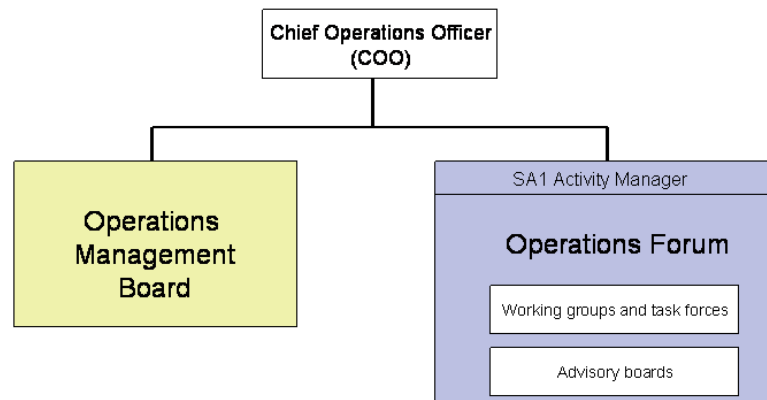 Chief Operations Officer
(COO)
Operations
Management
Board
SA1 Activity Manager
Operations Forum
Working groups and task forces
Advisory boards